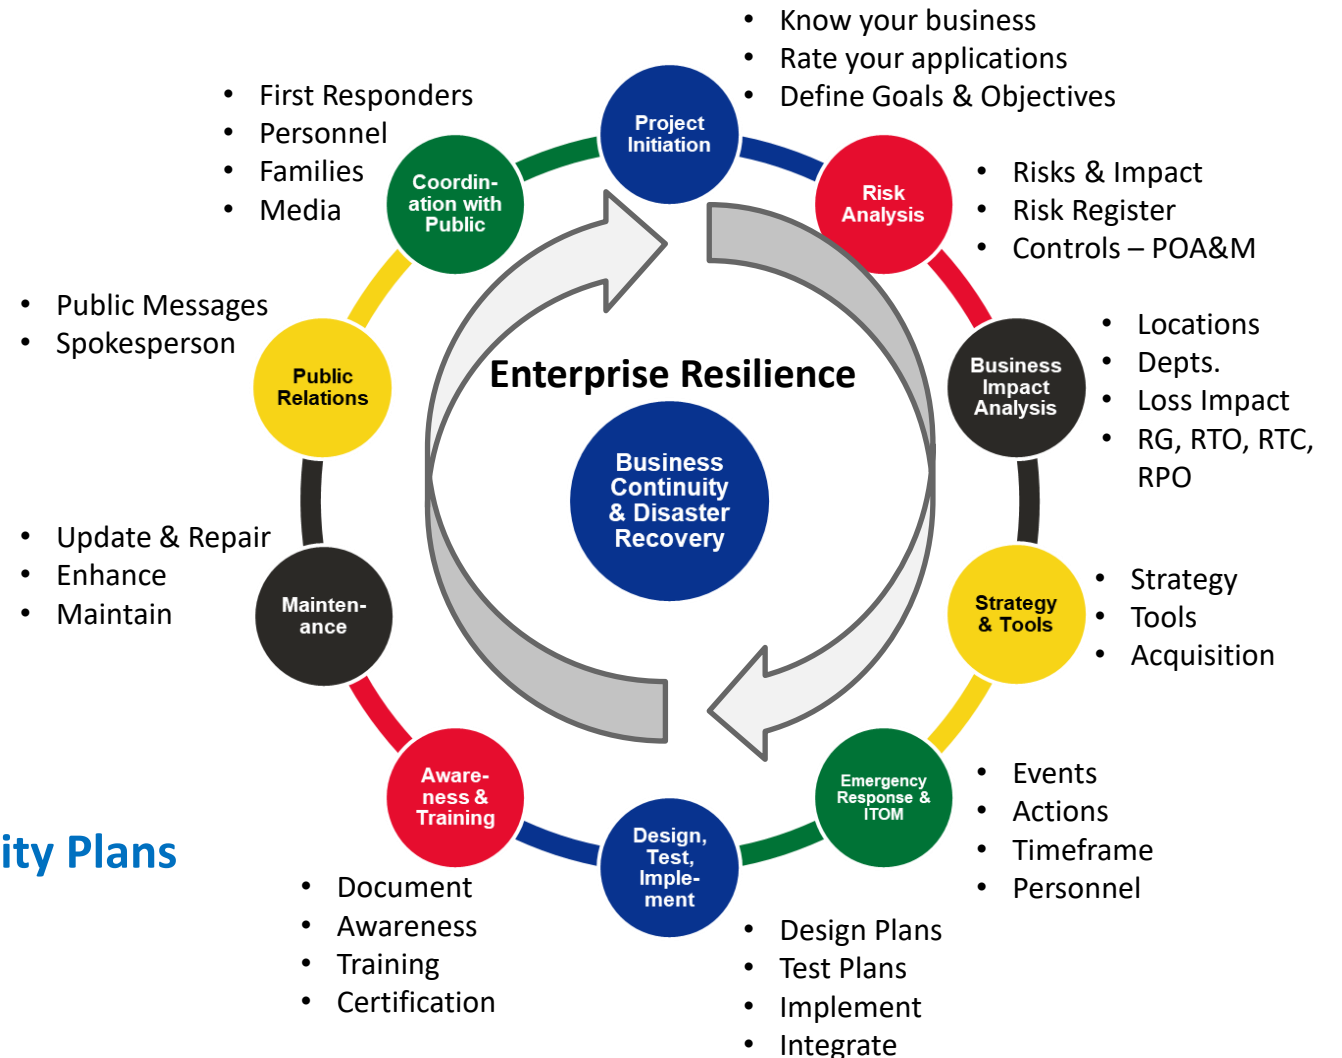 • Know your business
• Rate your applications
• Define Goals & Objectives
Project
Initiation
• Risks & Impact
• Risk Register
• Controls – POA&M
Risk
Analysis
• Locations
• Depts.
• Loss Impact
• RG, RTO, RTC,
RPO
Business
Impact
Analysis
• Strategy
• Tools
• Acquisition
Strategy
& Tools
• Events
• Actions
• Timeframe
• Personnel
Emergency
Response &
ITOM
• Design Plans
• Test Plans
• Implement
• Integrate
Design,
Test,
Imple-
ment
• Document
• Awareness
• Training
• Certification
Aware-
ness &
Training
• Update & Repair
• Enhance
• Maintain
Mainten-
ance
• Public Messages
• Spokesperson
Public
Relations
• First Responders
• Personnel
• Families
• Media
Coordin-
ation with
Public
Enterprise Resilience
Business
Continuity
& Disaster
Recovery
ity Plans